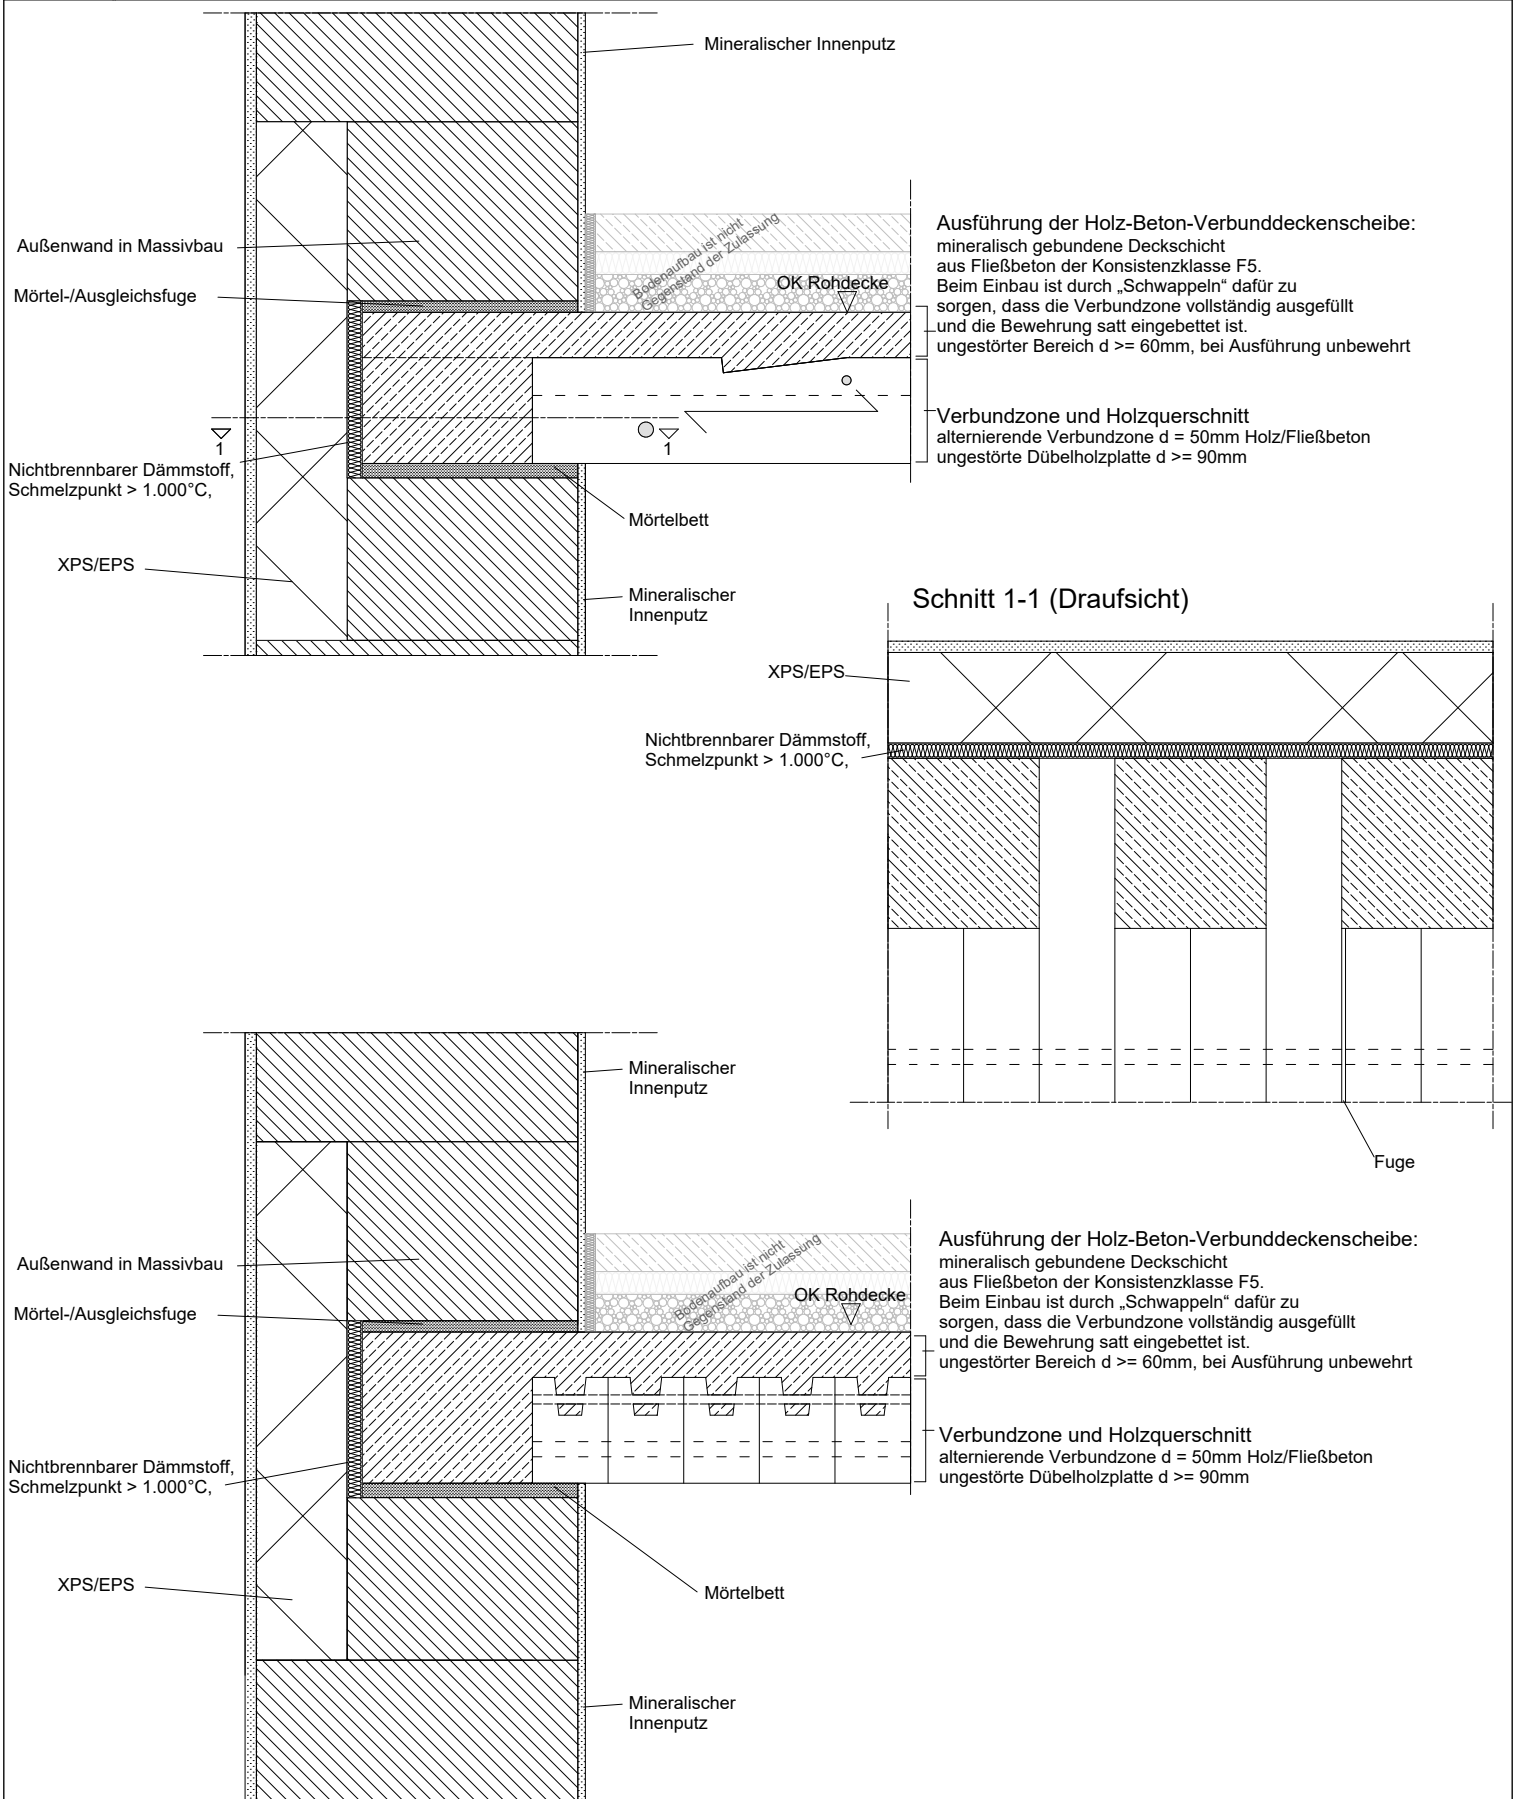 Mineralischer Innenputz
Außenwand in Massivbau
Mörtel-/Ausgleichsfuge
Bodenaufbau ist nicht
Gegenstand der Zulassung
OK Rohdecke
Ausführung der Holz-Beton-Verbunddeckenscheibe:
mineralisch gebundene Deckschicht
aus Fließbeton der Konsistenzklasse F5.
Beim Einbau ist durch „Schwappeln“ dafür zu
sorgen, dass die Verbundzone vollständig ausgefüllt
und die Bewehrung satt eingebettet ist.
ungestörter Bereich d >= 60mm, bei Ausführung unbewehrt
Verbundzone und Holzquerschnitt
alternierende Verbundzone d = 50mm Holz/Fließbeton
ungestörte Dübelholzplatte d >= 90mm
1
1
Nichtbrennbarer Dämmstoff,
Schmelzpunkt > 1.000°C,
Mörtelbett
XPS/EPS
Mineralischer
Innenputz
Schnitt 1-1 (Draufsicht)
XPS/EPS
Nichtbrennbarer Dämmstoff,
Schmelzpunkt > 1.000°C,
Fuge
Mineralischer
Innenputz
Außenwand in Massivbau
Mörtel-/Ausgleichsfuge
Bodenaufbau ist nicht
Gegenstand der Zulassung
OK Rohdecke
Ausführung der Holz-Beton-Verbunddeckenscheibe:
mineralisch gebundene Deckschicht
aus Fließbeton der Konsistenzklasse F5.
Beim Einbau ist durch „Schwappeln“ dafür zu
sorgen, dass die Verbundzone vollständig ausgefüllt
und die Bewehrung satt eingebettet ist.
ungestörter Bereich d >= 60mm, bei Ausführung unbewehrt
Verbundzone und Holzquerschnitt
alternierende Verbundzone d = 50mm Holz/Fließbeton
ungestörte Dübelholzplatte d >= 90mm
Nichtbrennbarer Dämmstoff,
Schmelzpunkt > 1.000°C,
XPS/EPS
Mörtelbett
Mineralischer
Innenputz